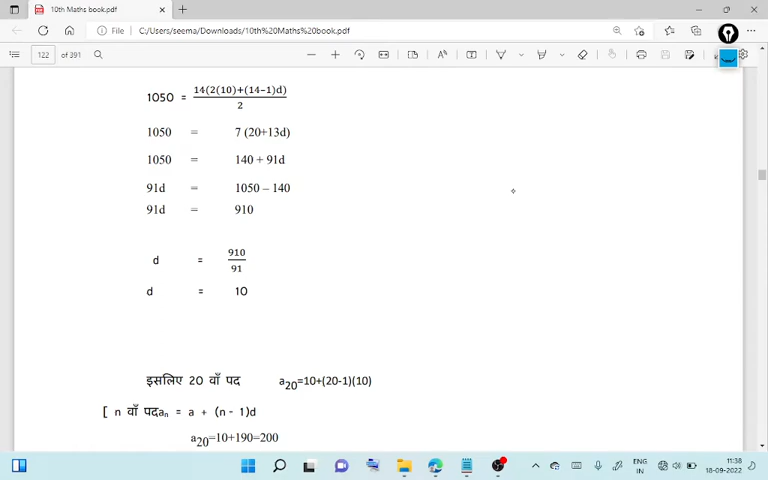 10th Maths book.pdf
File C:/Users/seema/Downloads/10th%20Maths%20book.pdf
122 of 391
1050 = 14(2(10)+(14−1)d)/2
1050 = 7 (20+13d)
1050 = 140 + 91d
91d = 1050 – 140
91d = 910
d = 910/91
d = 10
इसलिए 20 वाँ पद a20=10+(20-1)(10)
[ n वाँ पदan = a + (n - 1)d
a20=10+190=200
ENG 11:38
IN 18-09-2022